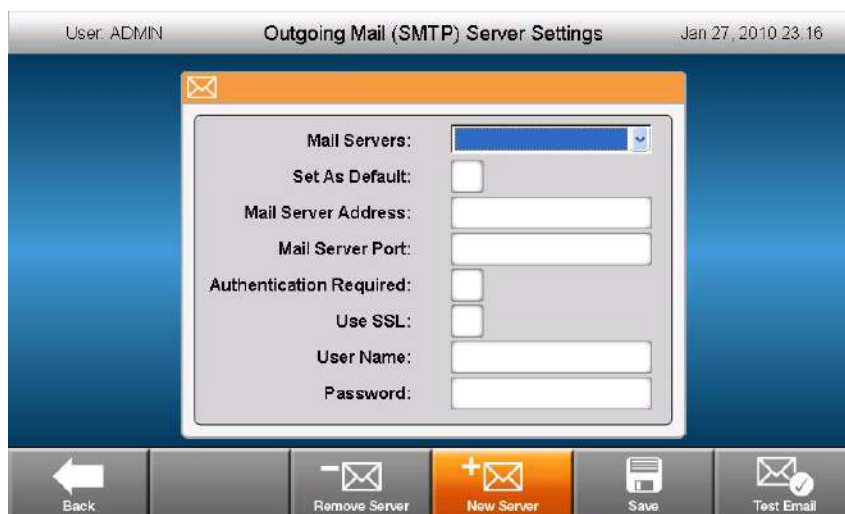 User: ADMIN Outgoing Mail (SMTP) Server Settings Jan 27, 2010 23:16
Mail Servers:
Set As Default:
Mail Server Address:
Mail Server Port:
Authentication Required:
Use SSL:
User Name:
Password:
Back Remove Server New Server Save Test Email